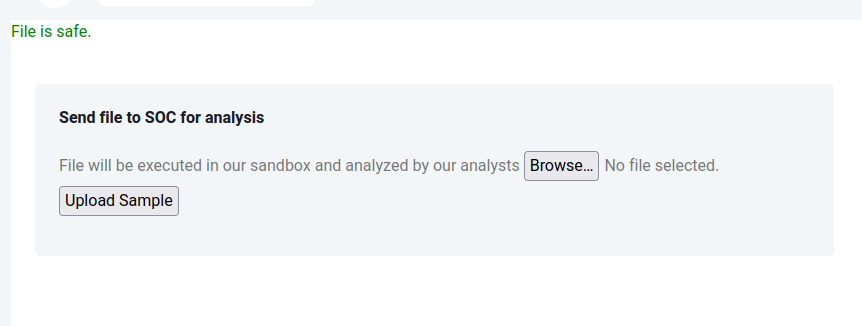 File is safe.
Send file to SOC for analysis
File will be executed in our sandbox and analyzed by our analysts Browse... No file selected.
Upload Sample